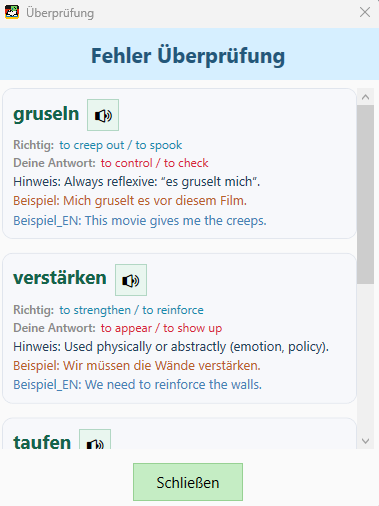 Überprüfung
Fehler Überprüfung
gruseln
Richtig: to creep out / to spook
Deine Antwort: to control / to check
Hinweis: Always reflexive: “es gruselt mich”.
Beispiel: Mich gruselt es vor diesem Film.
Beispiel_EN: This movie gives me the creeps.
verstärken
Richtig: to strengthen / to reinforce
Deine Antwort: to appear / to show up
Hinweis: Used physically or abstractly (emotion, policy).
Beispiel: Wir müssen die Wände verstärken.
Beispiel_EN: We need to reinforce the walls.
taufen
Schließen